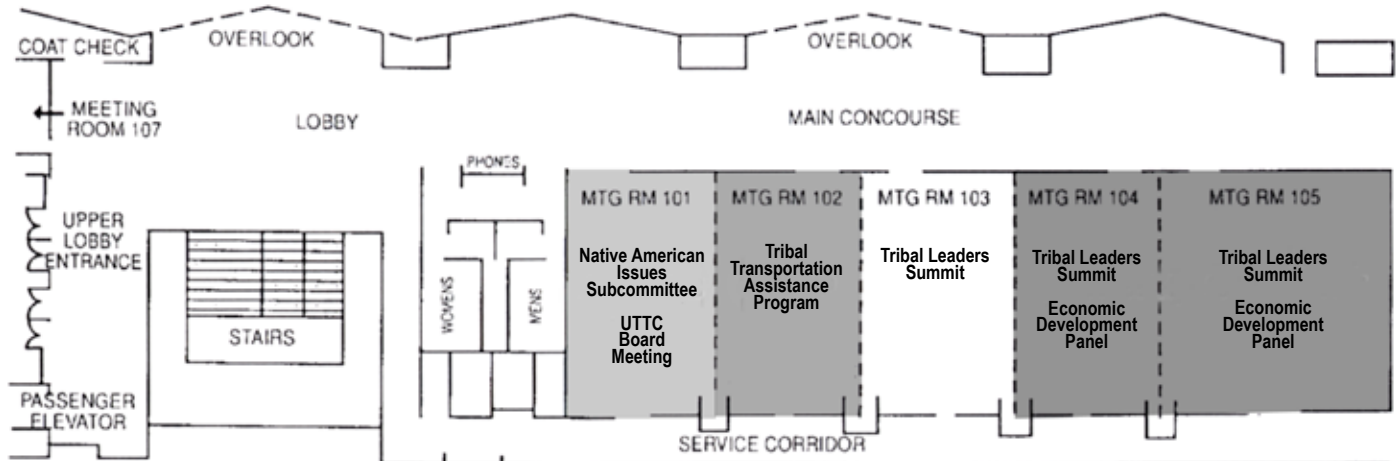 COAT CHECK
OVERLOOK
OVERLOOK
MEETING
ROOM 107
LOBBY
MAIN CONCOURSE
PHONES
UPPER
LOBBY
ENTRANCE
STAIRS
PASSENGER
ELEVATOR
WOMENS
MENS
MTG RM 101
Native American
Issues
Subcommittee
UTTC
Board
Meeting
MTG RM 102
Tribal
Transportation
Assistance
Program
MTG RM 103
Tribal Leaders
Summit
MTG RM 104
Tribal Leaders
Summit
Economic
Development
Panel
MTG RM 105
Tribal Leaders
Summit
Economic
Development
Panel
SERVICE CORRIDOR